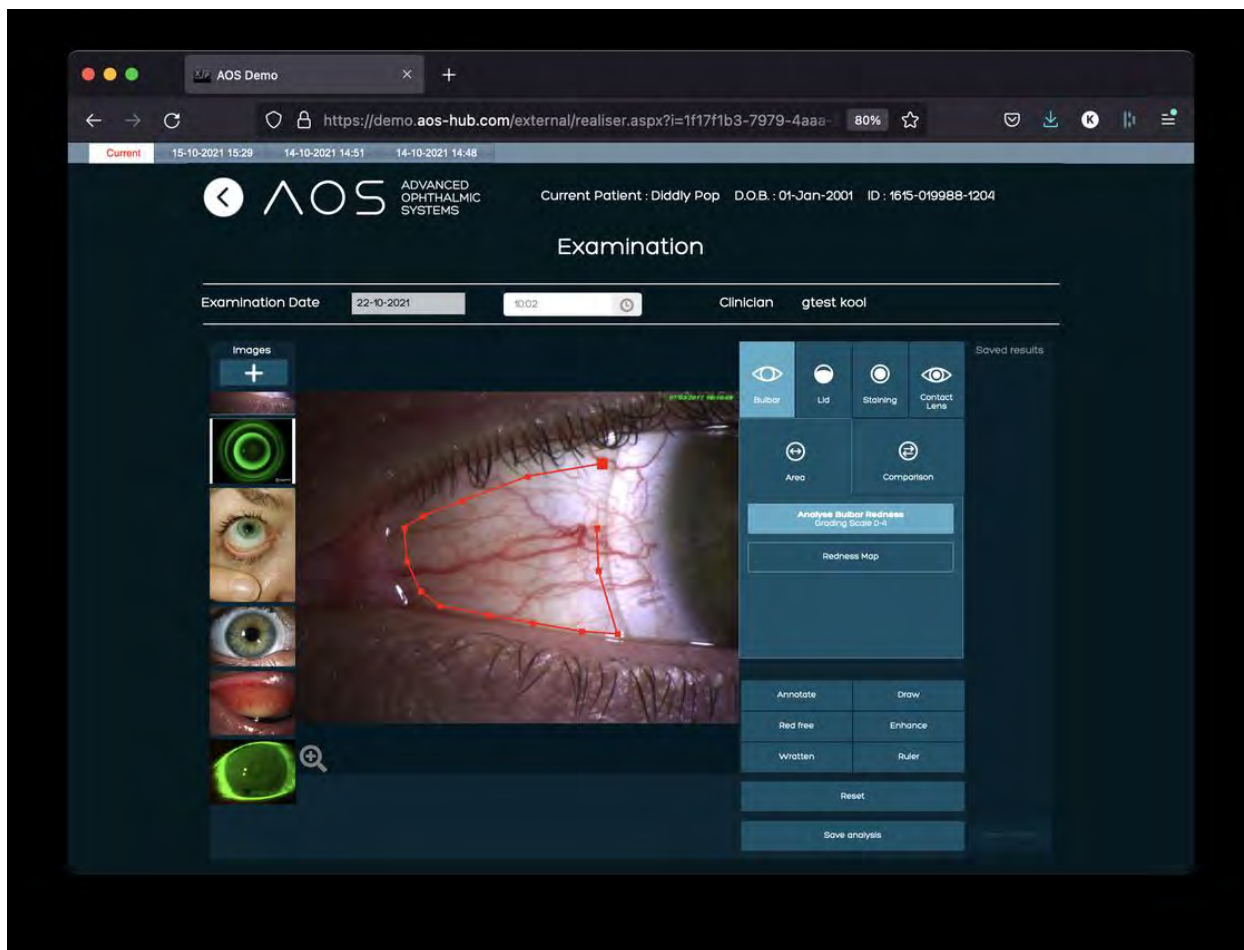 AOS Demo
https://demo.aos-hub.com/external/realiser.aspx?i=1f17f1b3-7979-4aaa-
80%
K
Current 15-10-2021 15:29 14-10-2021 14:51 14-10-2021 14:48
AOS
ADVANCED
OPHTHALMIC
SYSTEMS
Current Patient : Diddly Pop D.O.B. : 01-Jan-2001 ID : 1615-019988-1204
Examination
Examination Date 22-10-2021 10:02 Clinician gtest kool
Images
Saved results
Bulbar Lid Staining Contact
Lens
Area Comparison
Analyse Bulbar Redness
Grading Scale 0-4
Redness Map
Annotate Draw
Red free Enhance
Wratten Ruler
Reset
Save analysis